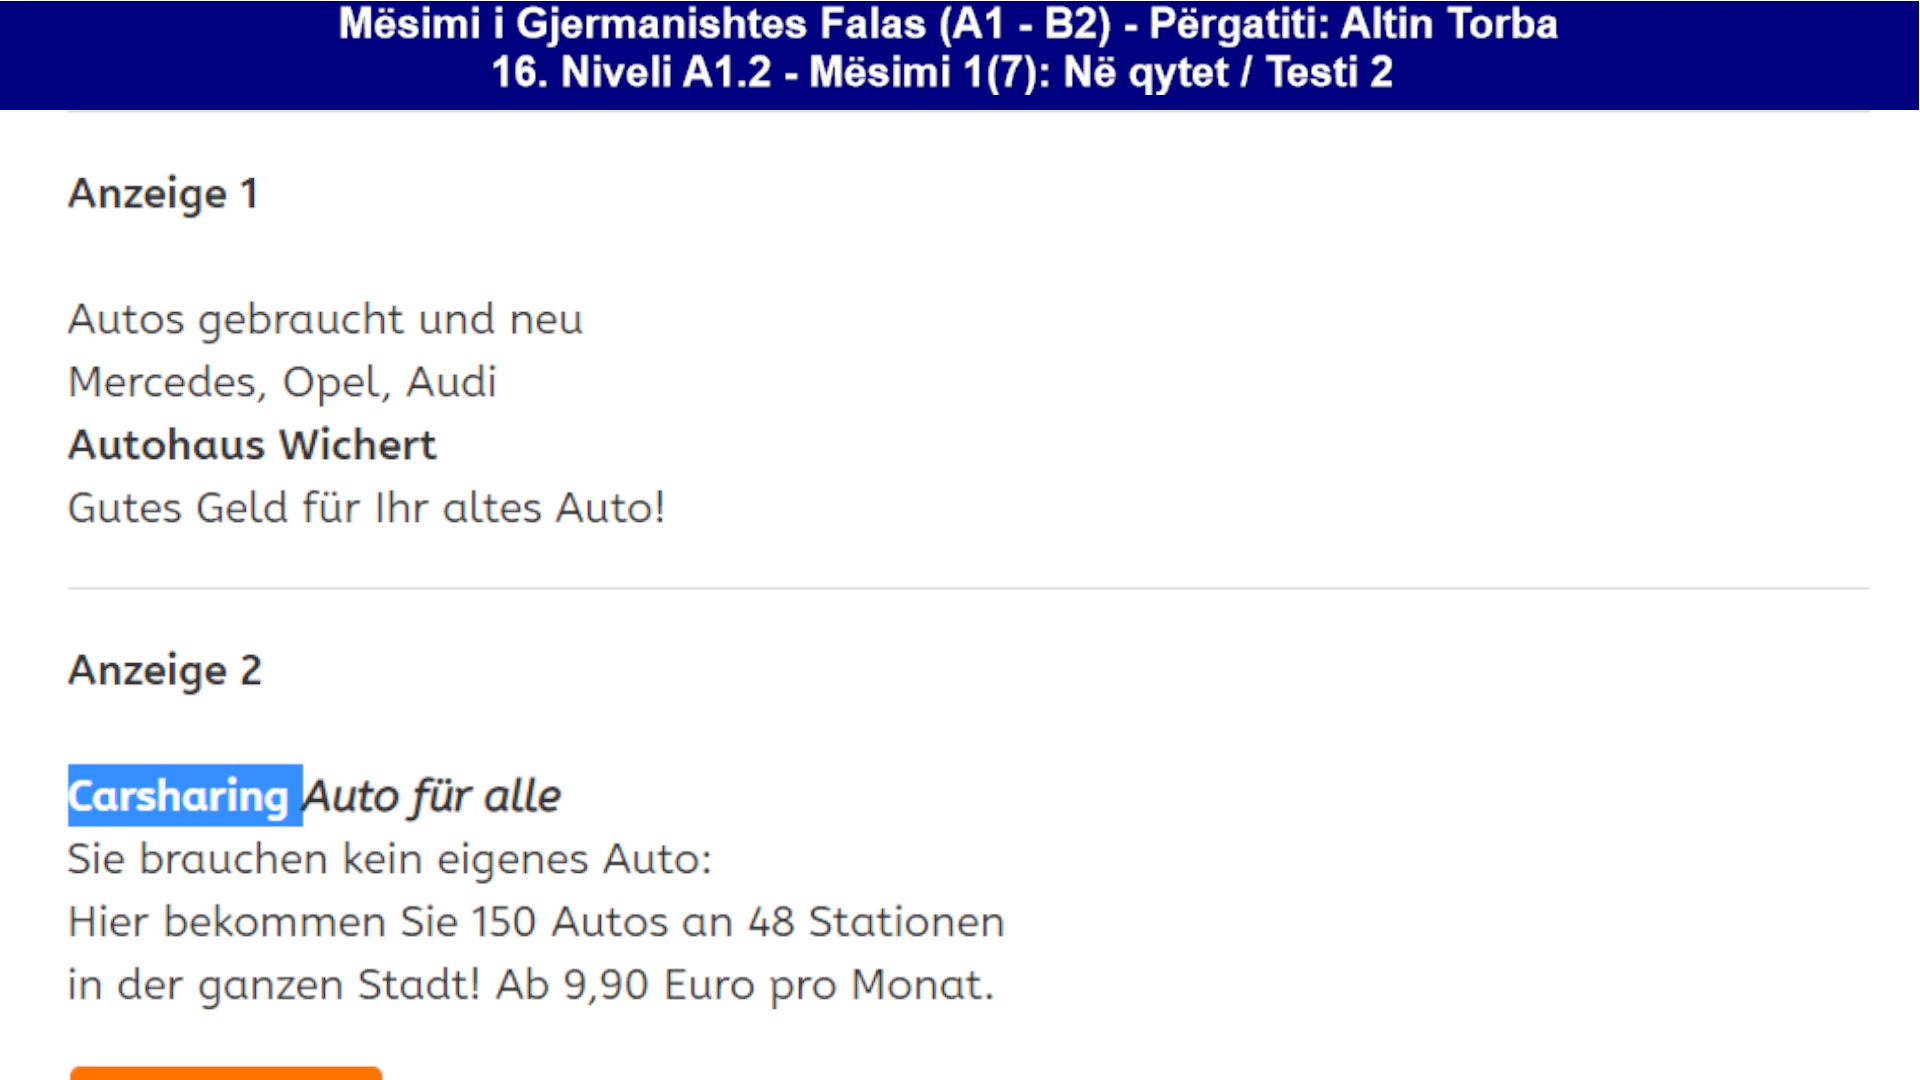 Mësimi i Gjermanishtes Falas (A1 - B2) - Përgatiti: Altin Torba
16. Niveli A1.2 - Mësimi 1(7): Në qytet / Testi 2
Anzeige 1
Autos gebraucht und neu
Mercedes, Opel, Audi
Autohaus Wichert
Gutes Geld für Ihr altes Auto!
Anzeige 2
Carsharing Auto für alle
Sie brauchen kein eigenes Auto:
Hier bekommen Sie 150 Autos an 48 Stationen
in der ganzen Stadt! Ab 9,90 Euro pro Monat.